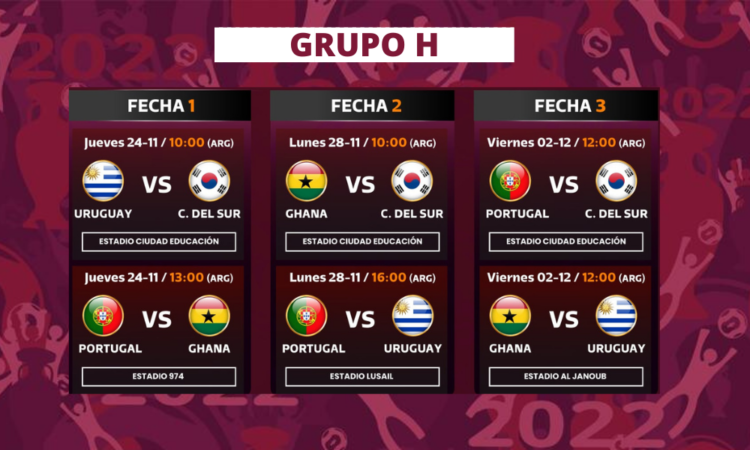 GRUPO H
FECHA 1
Jueves 24-11 / 10:00 (ARG)
VS
URUGUAY C. DEL SUR
ESTADIO CIUDAD EDUCACIÓN
Jueves 24-11 / 13:00 (ARG)
VS
PORTUGAL GHANA
ESTADIO 974
FECHA 2
Lunes 28-11 / 10:00 (ARG)
VS
GHANA C. DEL SUR
ESTADIO CIUDAD EDUCACIÓN
Lunes 28-11 / 16:00 (ARG)
VS
PORTUGAL URUGUAY
ESTADIO LUSAIL
FECHA 3
Viernes 02-12 / 12:00 (ARG)
VS
PORTUGAL C. DEL SUR
ESTADIO CIUDAD EDUCACIÓN
Viernes 02-12 / 12:00 (ARG)
VS
GHANA URUGUAY
ESTADIO AL JANOUB
2022
2022
2022
2022